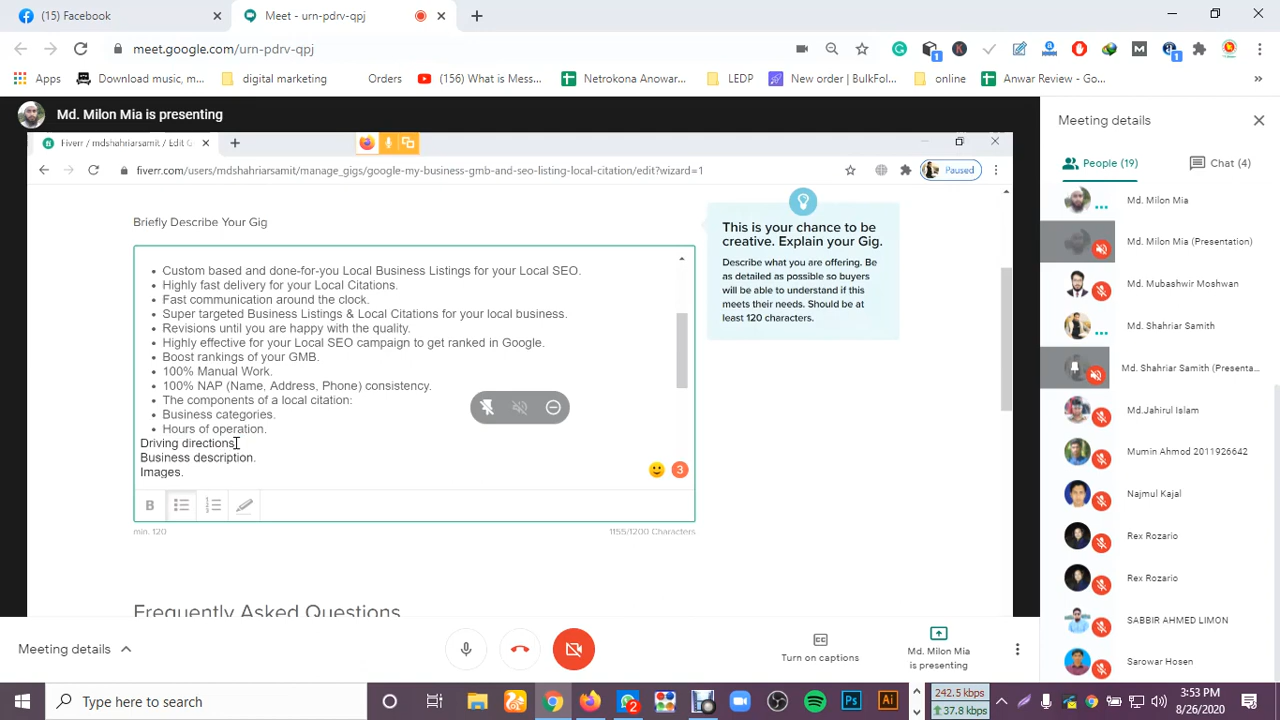 (15) Facebook
Meet - urn-pdrv-qpj
meet.google.com/urn-pdrv-qpj
Apps
Download music, m...
digital marketing
Orders
(156) What is Mess...
Netrokona Anowar...
LEDP
New order | BulkFol...
online
Anwar Review - Go...
Md. Milon Mia is presenting
Fiverr / mdshahriarsamit / Edit G
fiverr.com/users/mdshahriarsamit/manage_gigs/google-my-business-gmb-and-seo-listing-local-citation/edit?wizard=1
Paused
Briefly Describe Your Gig
Custom based and done-for-you Local Business Listings for your Local SEO.
Highly fast delivery for your Local Citations.
Fast communication around the clock.
Super targeted Business Listings & Local Citations for your local business.
Revisions until you are happy with the quality.
Highly effective for your Local SEO campaign to get ranked in Google.
Boost rankings of your GMB.
100% Manual Work.
100% NAP (Name, Address, Phone) consistency.
The components of a local citation:
Business categories.
Hours of operation.
Driving directions
Business description.
Images.
3
B
min. 120
1155/1200 Characters
This is your chance to be
creative. Explain your Gig.
Describe what you are offering. Be
as detailed as possible so buyers
will be able to understand if this
meets their needs. Should be at
least 120 characters.
Frequently Asked Questions
Meeting details
People (19)
Chat (4)
Md. Milon Mia
Md. Milon Mia (Presentation)
Md. Mubashwir Moshwan
Md. Shahriar Samith
Md. Shahriar Samith (Presenta...
Md.Jahirul Islam
Mumin Ahmod 2011926642
Najmul Kajal
Rex Rozario
Rex Rozario
SABBIR AHMED LIMON
Sarowar Hosen
Meeting details
Turn on captions
Md. Milon Mia
is presenting
Type here to search
2
Ps
Ai
242.5 kbps
37.8 kbps
3:53 PM
8/26/2020